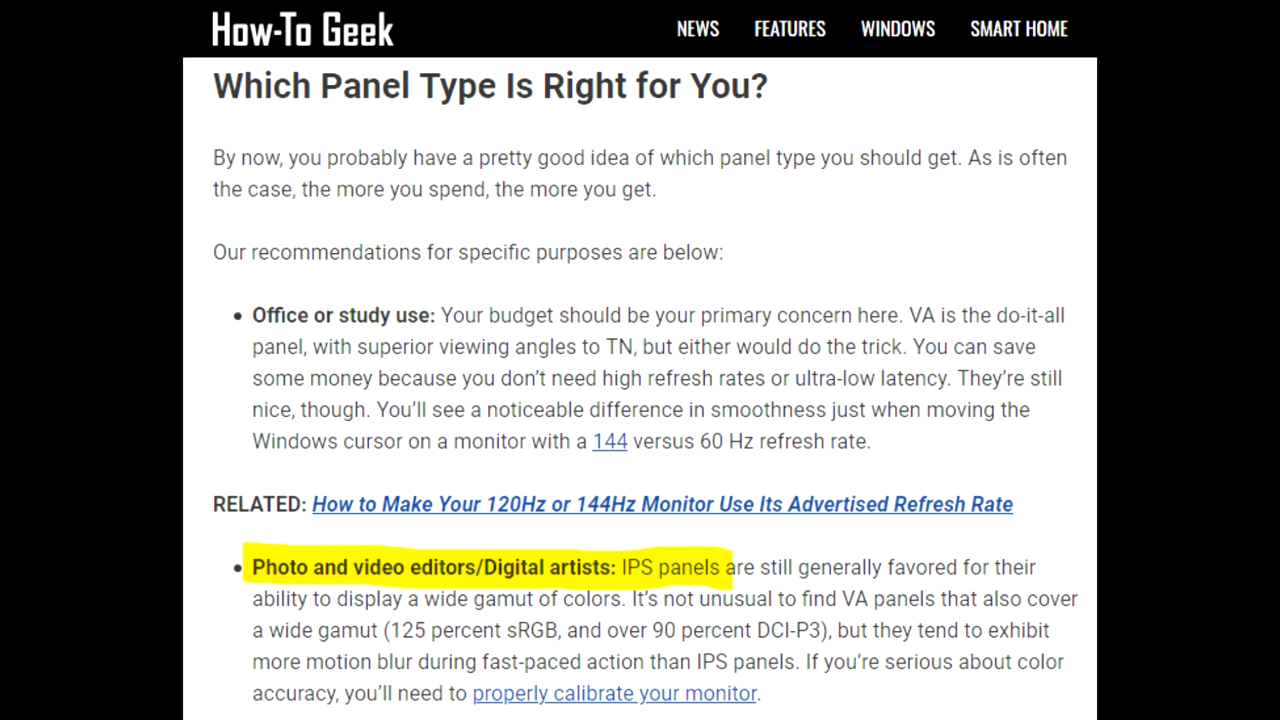 How-To Geek
NEWS FEATURES WINDOWS SMART HOME
Which Panel Type Is Right for You?
By now, you probably have a pretty good idea of which panel type you should get. As is often
the case, the more you spend, the more you get.
Our recommendations for specific purposes are below:
• Office or study use: Your budget should be your primary concern here. VA is the do-it-all
panel, with superior viewing angles to TN, but either would do the trick. You can save
some money because you don’t need high refresh rates or ultra-low latency. They’re still
nice, though. You’ll see a noticeable difference in smoothness just when moving the
Windows cursor on a monitor with a 144 versus 60 Hz refresh rate.
RELATED: How to Make Your 120Hz or 144Hz Monitor Use Its Advertised Refresh Rate
• Photo and video editors/Digital artists: IPS panels are still generally favored for their
ability to display a wide gamut of colors. It’s not unusual to find VA panels that also cover
a wide gamut (125 percent sRGB, and over 90 percent DCI-P3), but they tend to exhibit
more motion blur during fast-paced action than IPS panels. If you’re serious about color
accuracy, you’ll need to properly calibrate your monitor.